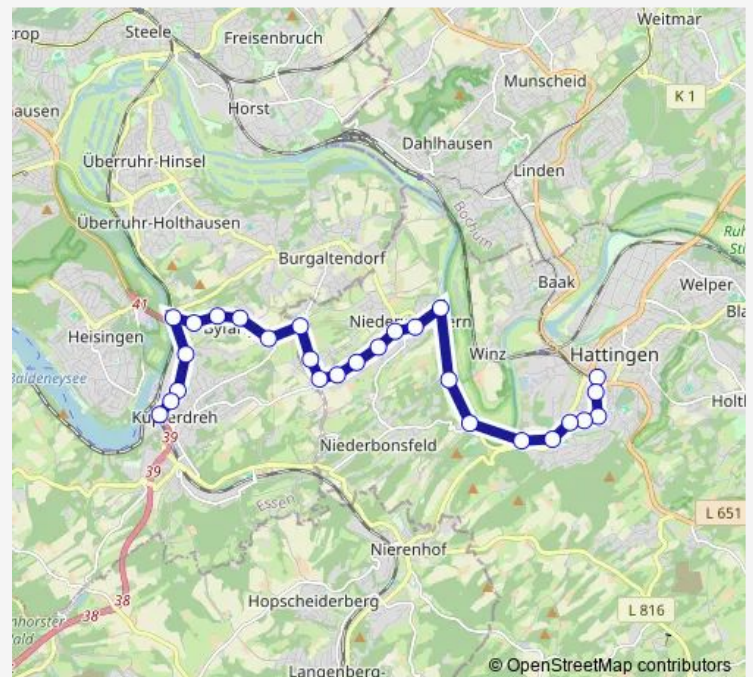 Weitmar
Steele
Freisenbruch
Munscheid
K 1
Horst
Dahlhausen
Überruhr-Hinsel
Linden
Bochum
Überruhr-Holthausen
Burgaltendorf
Baak
Welper
41
Heisingen
Winz
Hattingen
Baldeneysee
39
Niederbonsfeld
39
Essen
L 651
Nierenhof
Hopscheiderberg
38
38
L 816
Langenberg-
© OpenStreetMap contributors